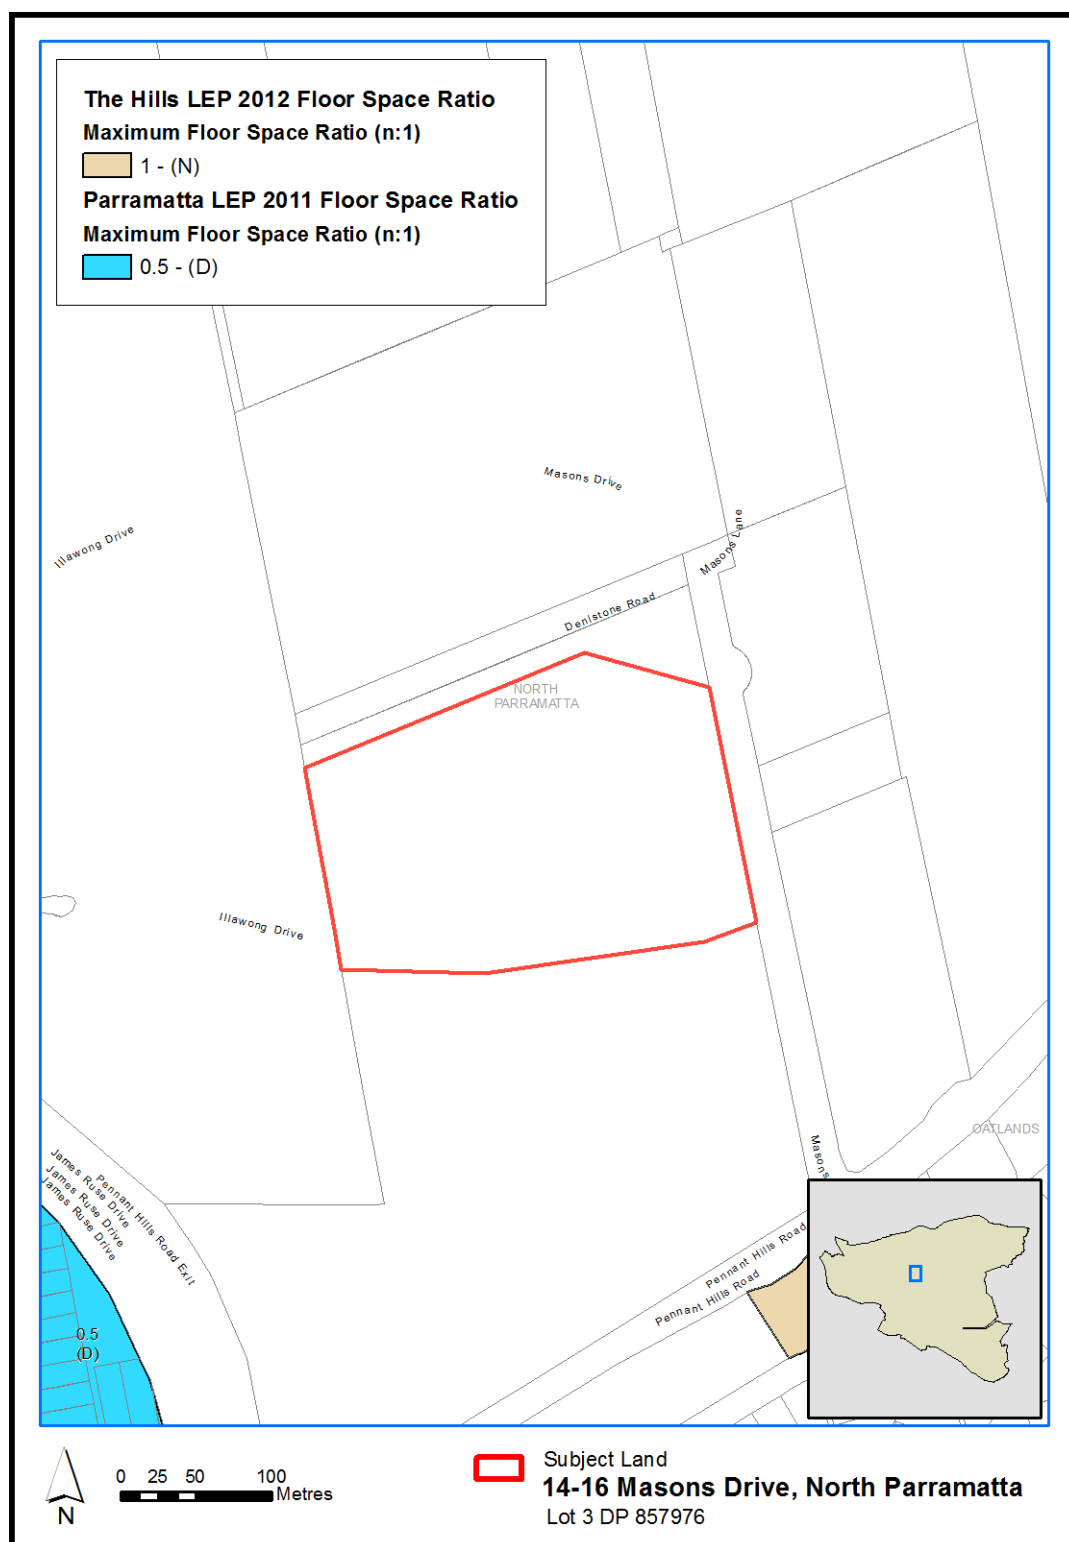 The Hills LEP 2012 Floor Space Ratio
Maximum Floor Space Ratio (n:1)
1 - (N)
Parramatta LEP 2011 Floor Space Ratio
Maximum Floor Space Ratio (n:1)
0.5 - (D)
Masons Drive
Illawong Drive
Masons Lane
Denistone Road
NORTH
PARRAMATTA
Illawong Drive
OATLANDS
Masons
James Ruse Drive
James Ruse Drive
James Ruse Drive
Pennant Hills Road Exit
Pennant Hills Road
Pennant Hills Road
0.5
(D)
N
0 25 50 100
Metres
Subject Land
14-16 Masons Drive, North Parramatta
Lot 3 DP 857976